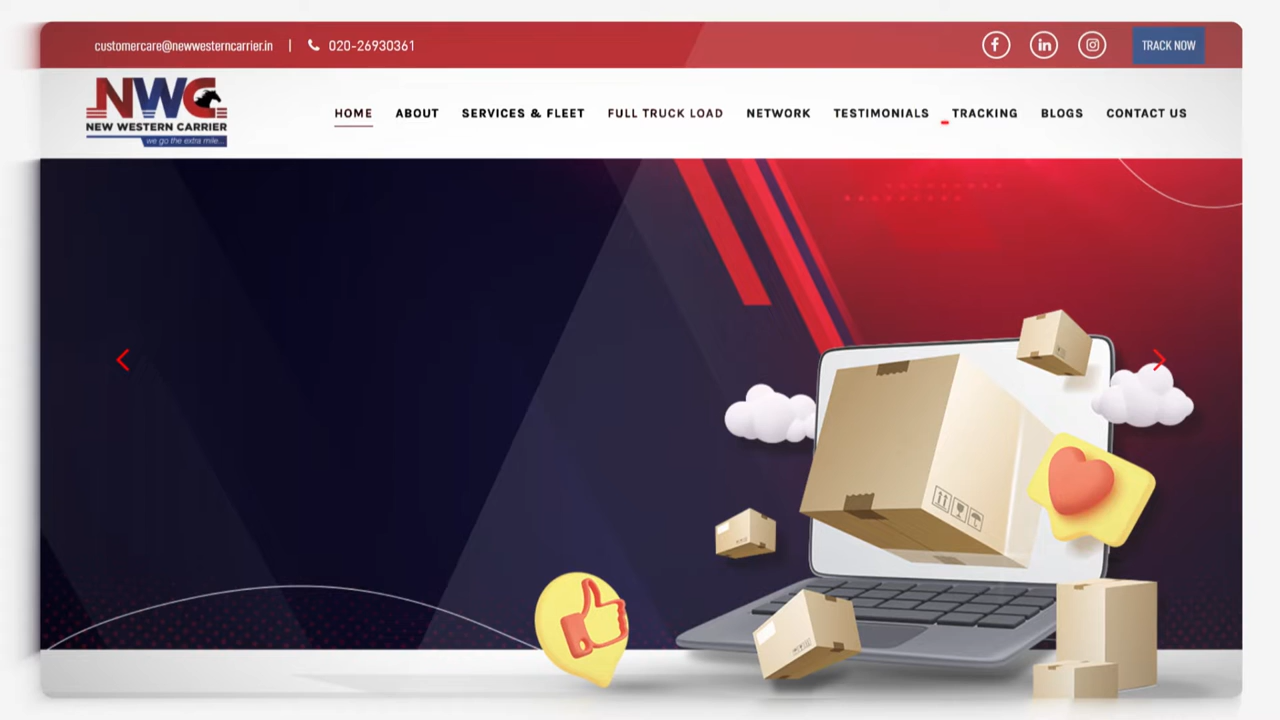 customercare@newwesterncarrier.in | 020-26930361 TRACK NOW
NWC
NEW WESTERN CARRIER
we go the extra mile...
HOME ABOUT SERVICES & FLEET FULL TRUCK LOAD NETWORK TESTIMONIALS TRACKING BLOGS CONTACT US